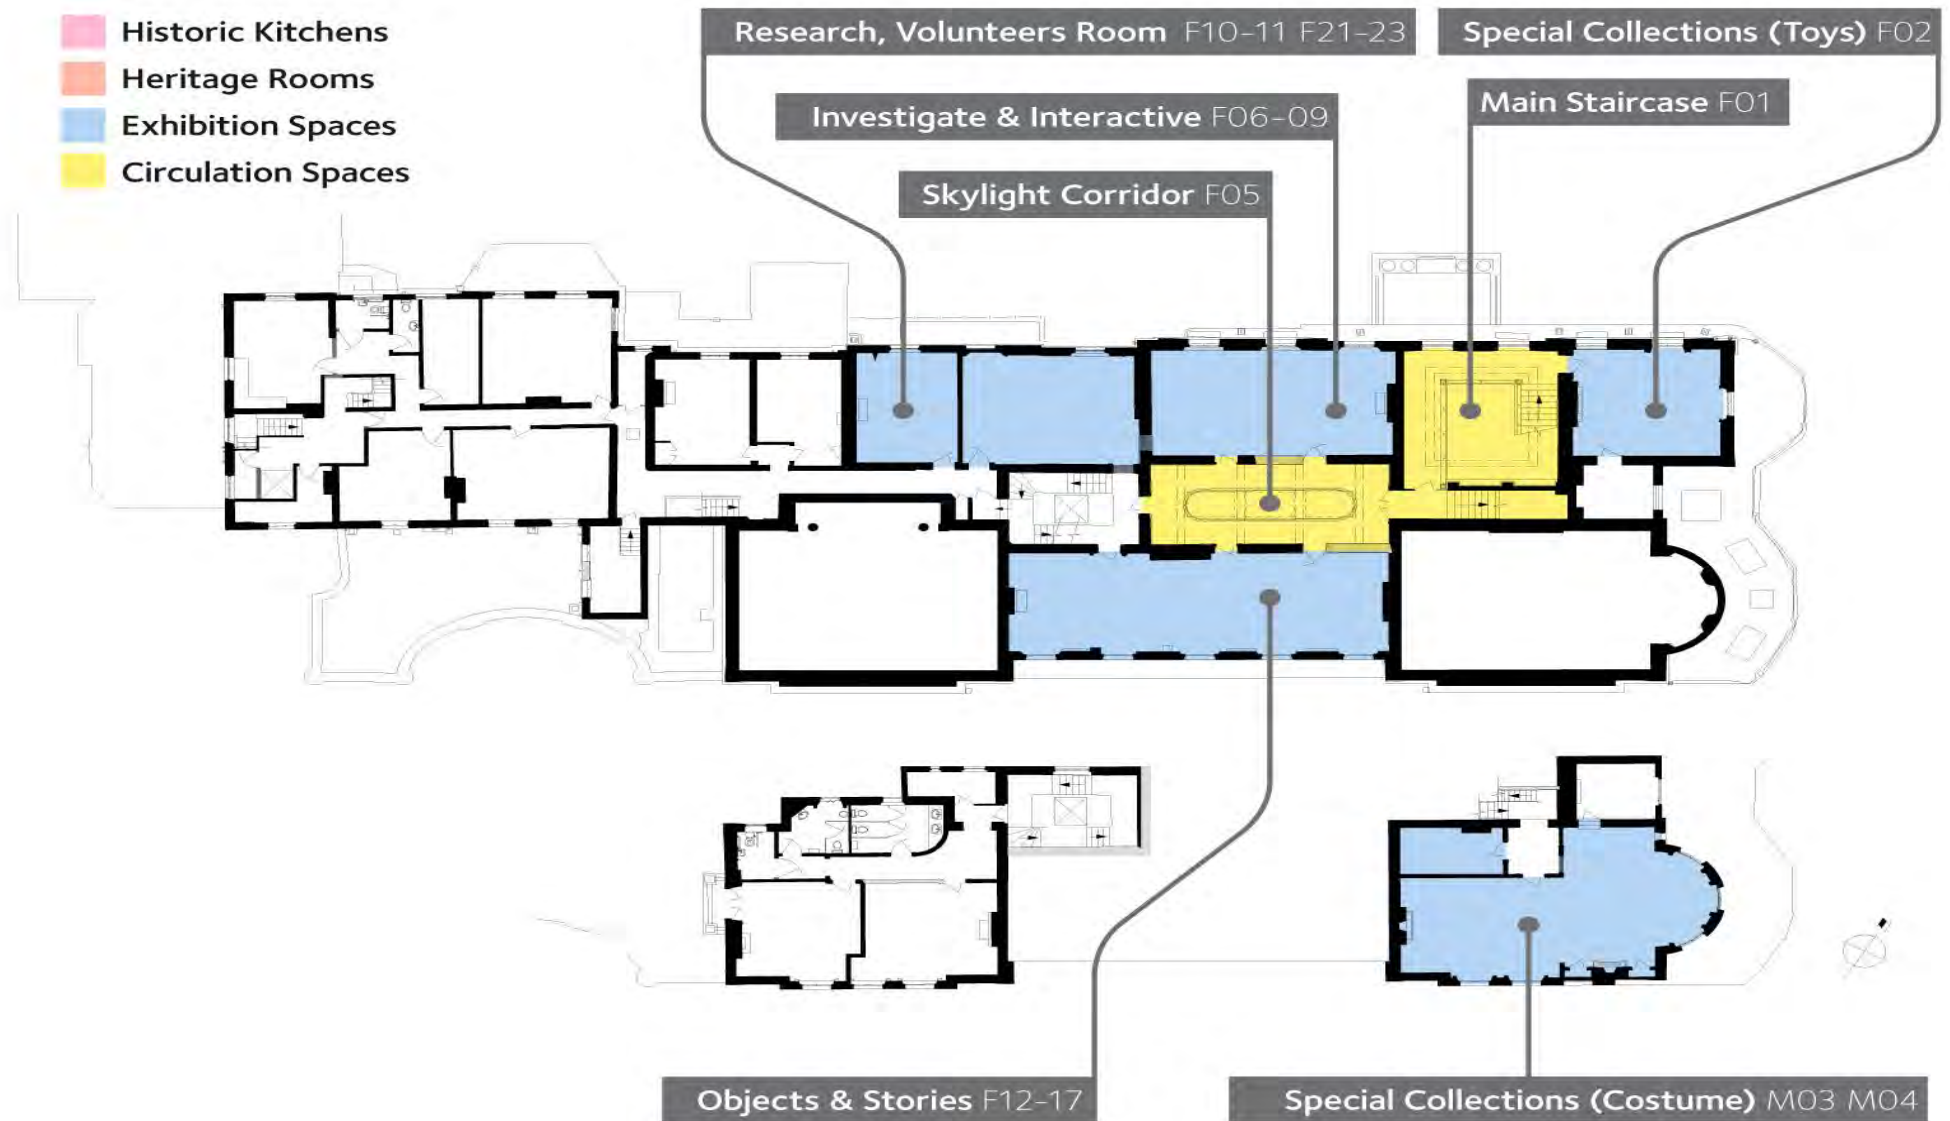 Historic Kitchens
Heritage Rooms
Exhibition Spaces
Circulation Spaces
Research, Volunteers Room F10-11 F21-23
Special Collections (Toys) F02
Investigate & Interactive F06-09
Main Staircase F01
Skylight Corridor F05
Objects & Stories F12-17
Special Collections (Costume) M03 M04